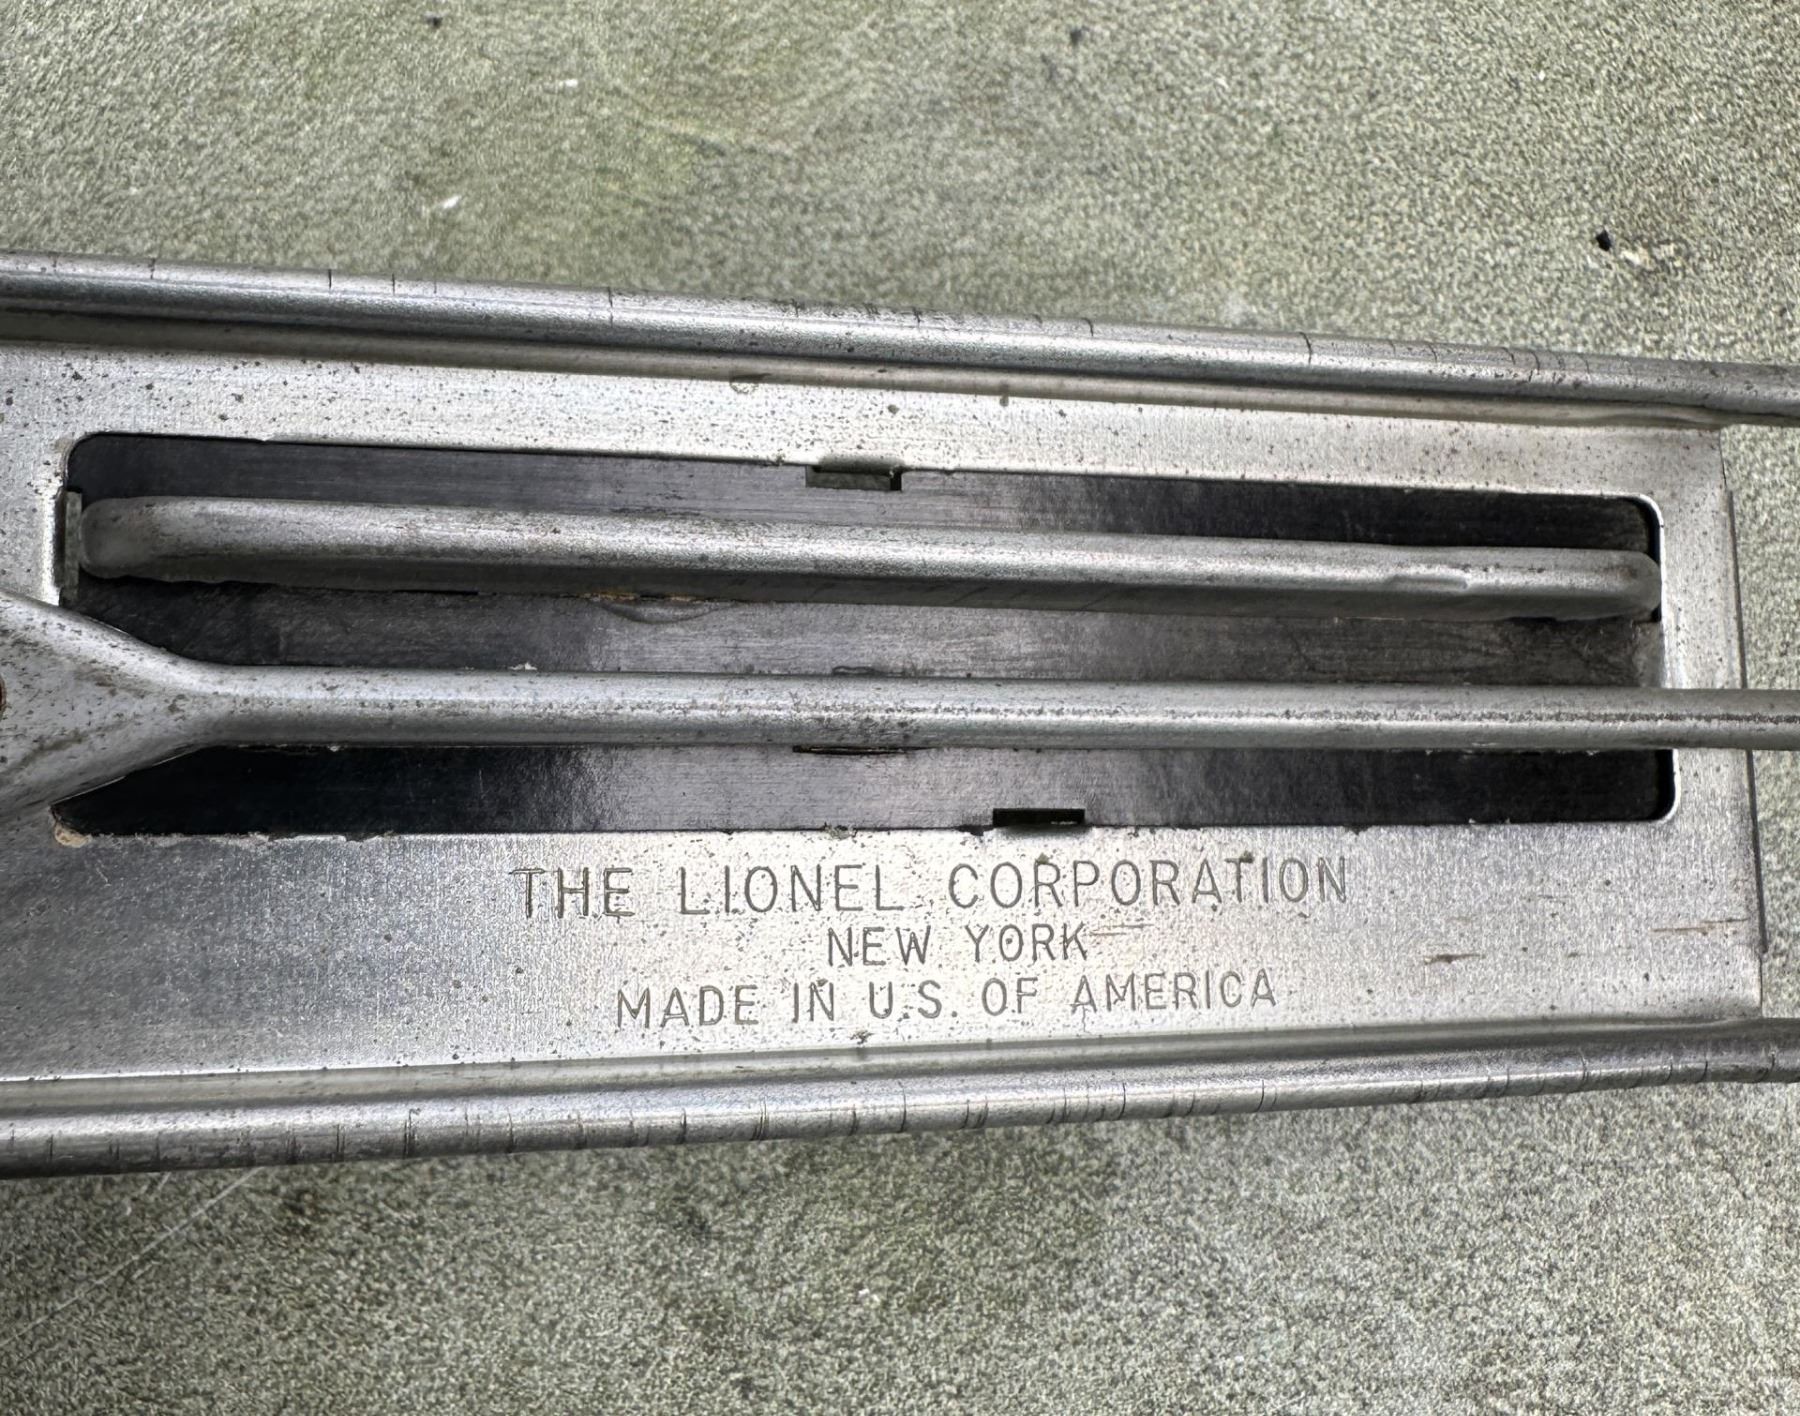 THE LIONEL CORPORATION
NEW YORK
MADE IN U.S. OF AMERICA